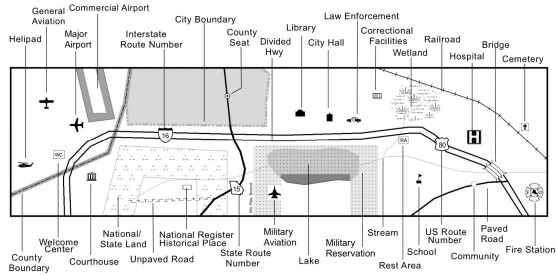 General
Aviation
Commercial Airport
Helipad
Major
Airport
Interstate
Route Number
City Boundary
County
Seat
Divided
Hwy
Library
City Hall
Law Enforcement
Correctional
Facilities
Wetland
Railroad
Hospital
Bridge
Cemetery
16
WC
RA
80
15
County
Boundary
Welcome
Center
Courthouse
National/
State Land
Unpaved Road
National Register
Historical Place
State Route
Number
Military
Aviation
Lake
Military
Reservation
Stream
Rest Area
School
US Route
Number
Community
Paved
Road
Fire Station